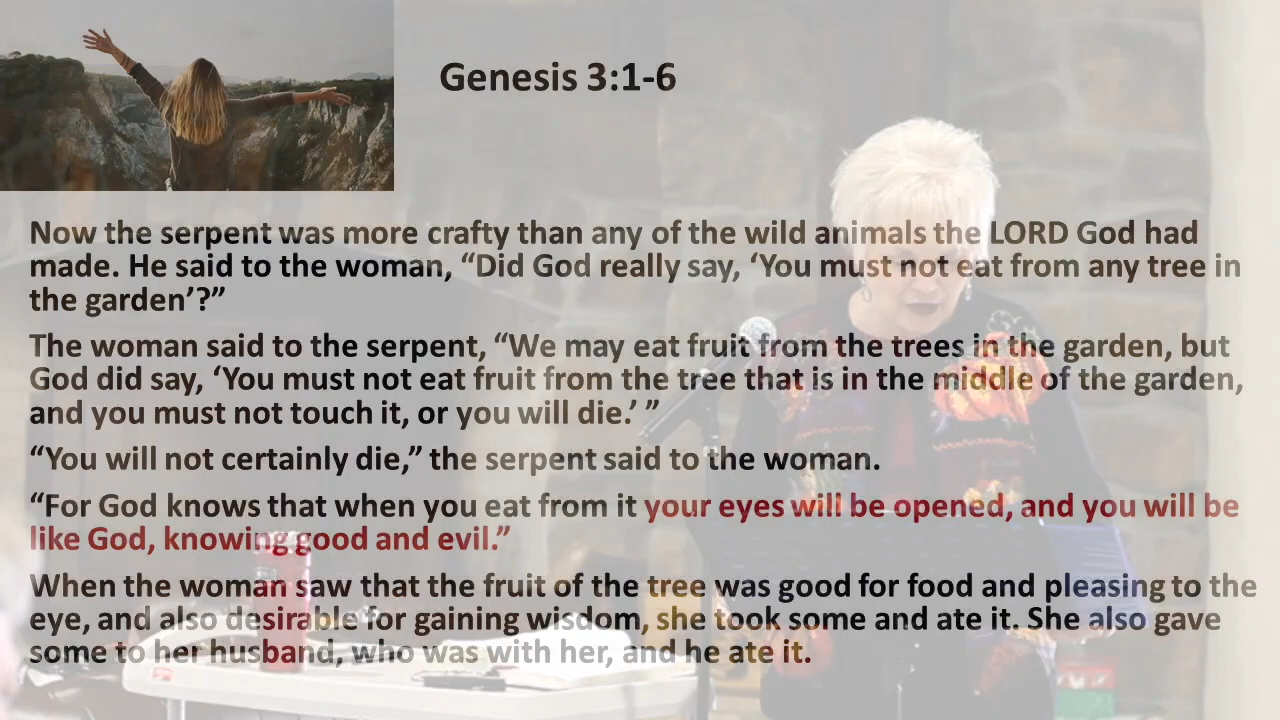 Genesis 3:1-6
Now the serpent was more crafty than any of the wild animals the LORD God had
made. He said to the woman, “Did God really say, ‘You must not eat from any tree in
the garden’?”
The woman said to the serpent, “We may eat fruit from the trees in the garden, but
God did say, ‘You must not eat fruit from the tree that is in the middle of the garden,
and you must not touch it, or you will die.’ ”
“You will not certainly die,” the serpent said to the woman.
“For God knows that when you eat from it your eyes will be opened, and you will be
like God, knowing good and evil.”
When the woman saw that the fruit of the tree was good for food and pleasing to the
eye, and also desirable for gaining wisdom, she took some and ate it. She also gave
some to her husband, who was with her, and he ate it.